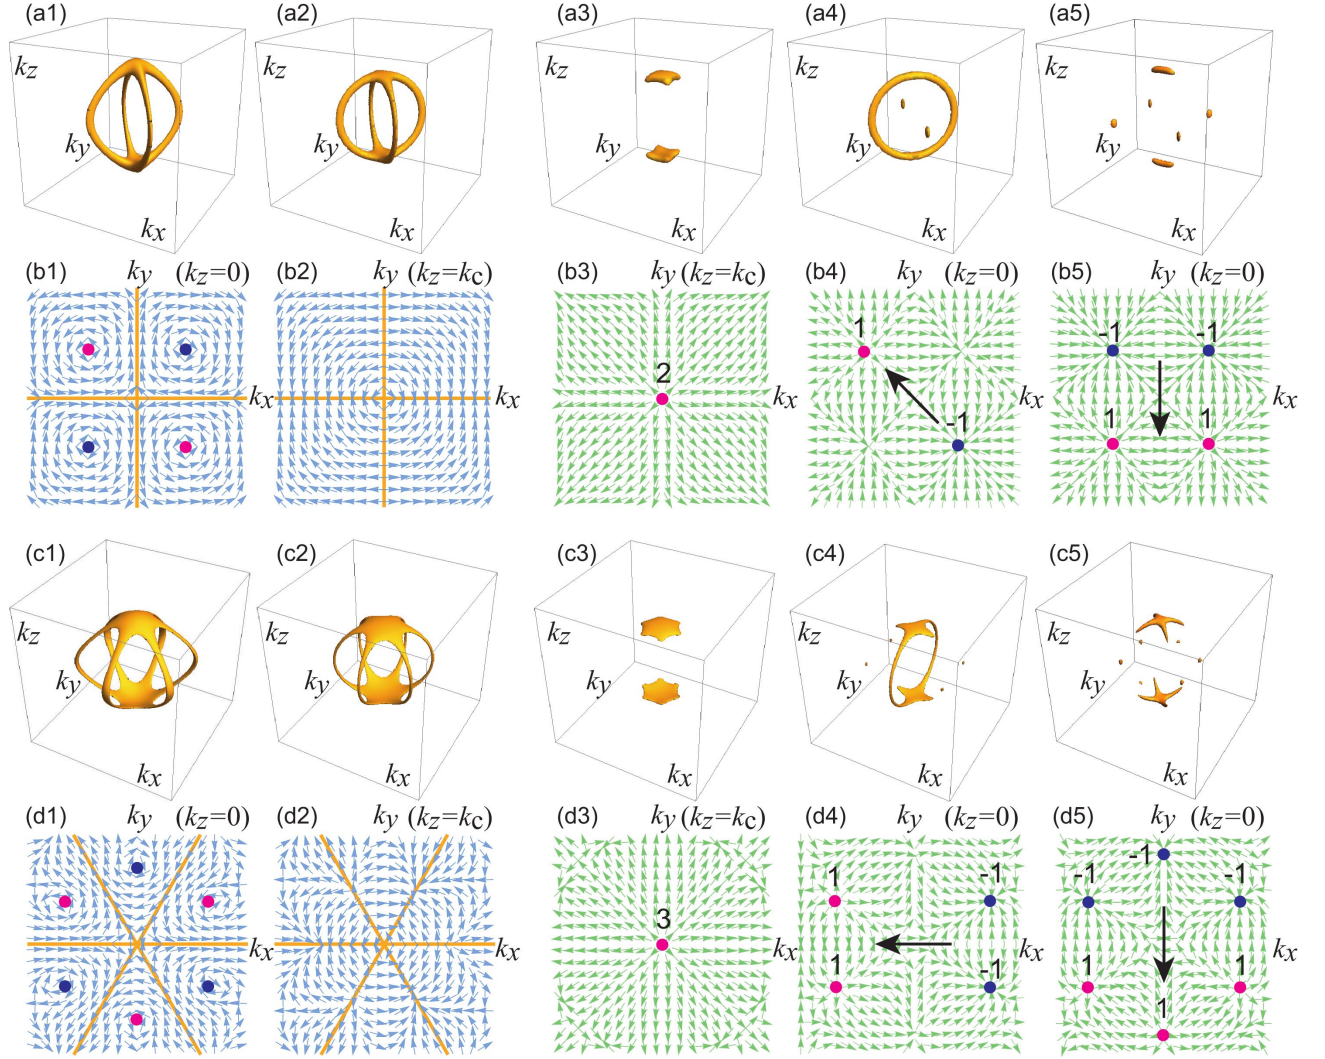 (a1) (a2) (a3) (a4) (a5)
kz kz kz kz kz
ky ky ky ky ky
kx kx kx kx kx
(b1) ky (kz=0) (b2) ky (kz=kc) (b3) ky (kz=kc) (b4) ky (kz=0) (b5) ky (kz=0)
1 -1 -1
2
kx kx kx kx kx
-1 1 1
(c1) (c2) (c3) (c4) (c5)
kz kz kz kz kz
ky ky ky ky ky
kx kx kx kx kx
(d1) ky (kz=0) (d2) ky (kz=kc) (d3) ky (kz=kc) (d4) ky (kz=0) (d5) ky (kz=0)
-1
1 -1 -1 -1
3
kx kx kx kx kx
1 -1 1 1
1